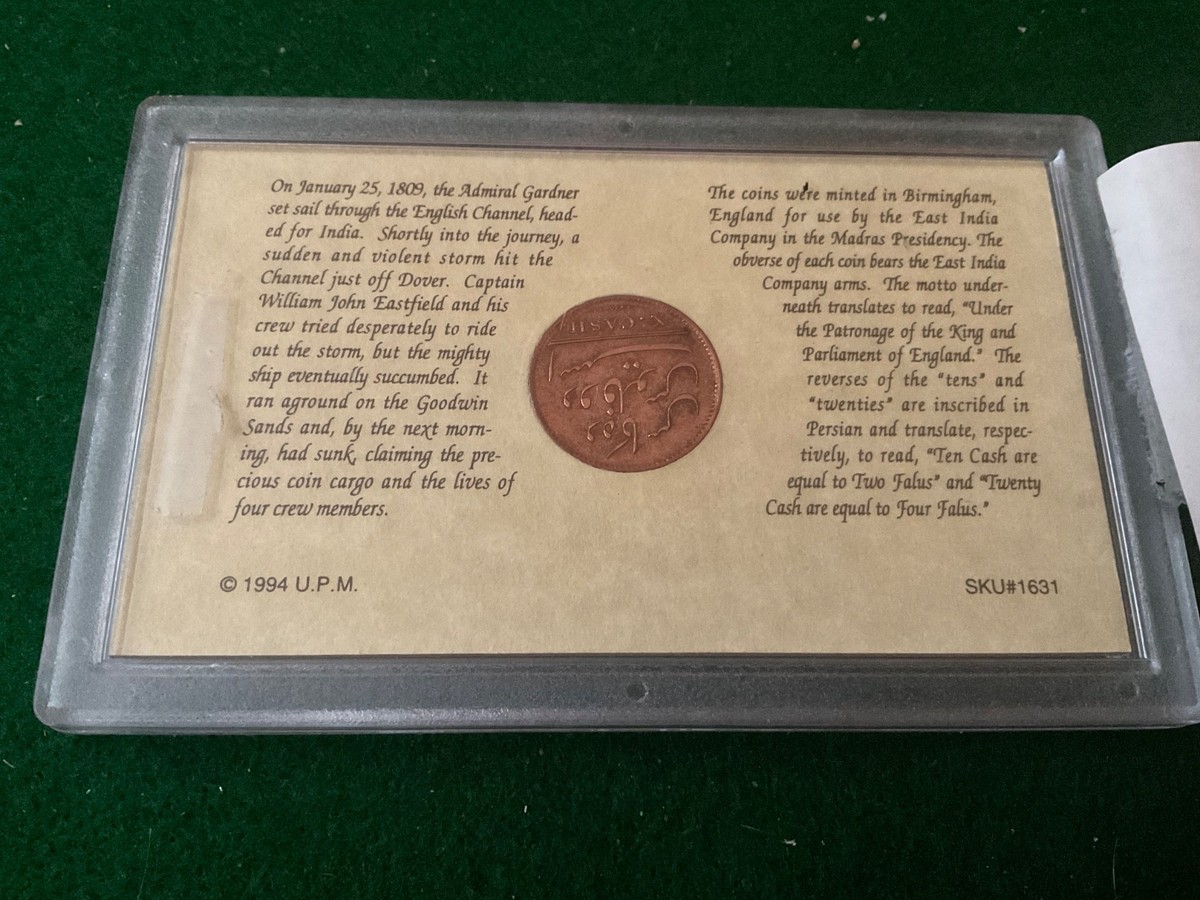 On January 25, 1809, the Admiral Gardner
set sail through the English Channel, head-
ed for India. Shortly into the journey, a
sudden and violent storm hit the
Channel just off Dover. Captain
William John Eastfield and his
crew tried desperately to ride
out the storm, but the mighty
ship eventually succumbed. It
ran aground on the Goodwin
Sands and, by the next morn-
ing, had sunk, claiming the pre-
cious coin cargo and the lives of
four crew members.
The coins were minted in Birmingham,
England for use by the East India
Company in the Madras Presidency. The
obverse of each coin bears the East India
Company arms. The motto under-
neath translates to read, “Under
the Patronage of the King and
Parliament of England.” The
reverses of the “tens” and
“twenties” are inscribed in
Persian and translate, respec-
tively, to read, “Ten Cash are
equal to Two Falus” and “Twenty
Cash are equal to Four Falus.”
CASH
© 1994 U.P.M.
SKU#1631